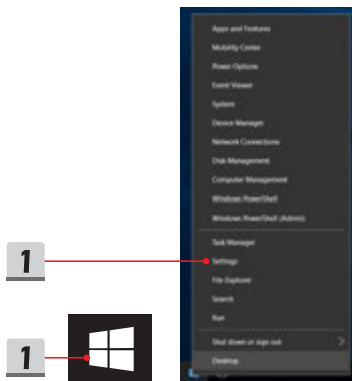 Apps and Features
Mobility Center
Power Options
Event Viewer
System
Device Manager
Network Connections
Disk Management
Computer Management
Windows PowerShell
Windows PowerShell (Admin)
Task Manager
1
Settings
File Explorer
Search
Run
1
Shut down or sign out
Desktop